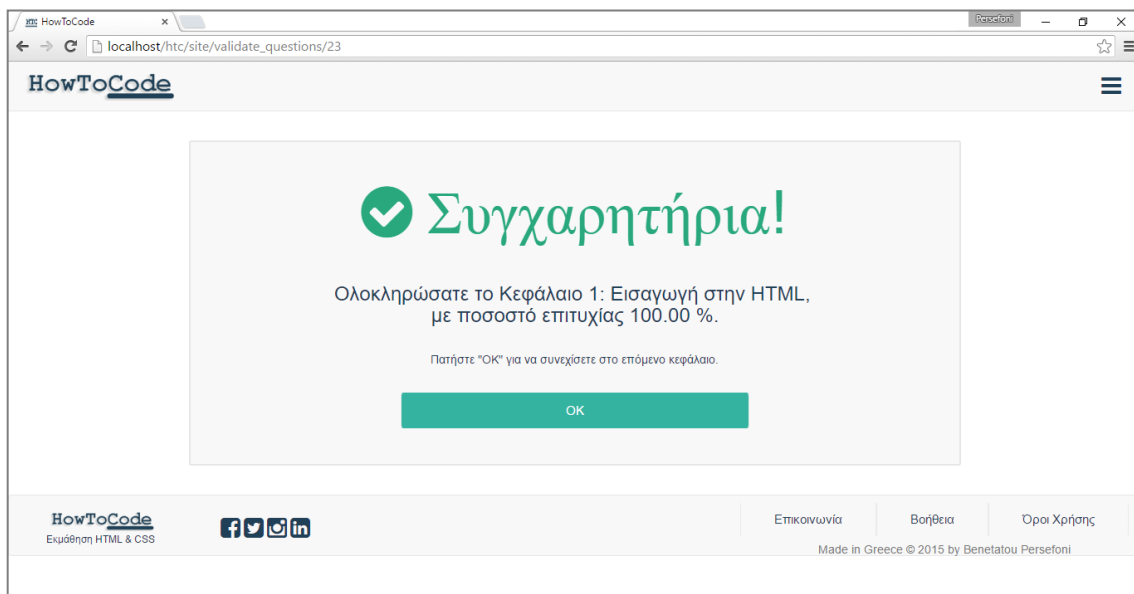 HTC HowToCode
Persefoni
localhost/htc/site/validate_questions/23
HowToCode
Συγχαρητήρια!
Ολοκληρώσατε το Κεφάλαιο 1: Εισαγωγή στην HTML,
με ποσοστό επιτυχίας 100.00 %.
Πατήστε "OK" για να συνεχίσετε στο επόμενο κεφάλαιο.
OK
HowToCode
Εκμάθηση HTML & CSS
Επικοινωνία Βοήθεια Όροι Χρήσης
Made in Greece © 2015 by Benetatou Persefoni